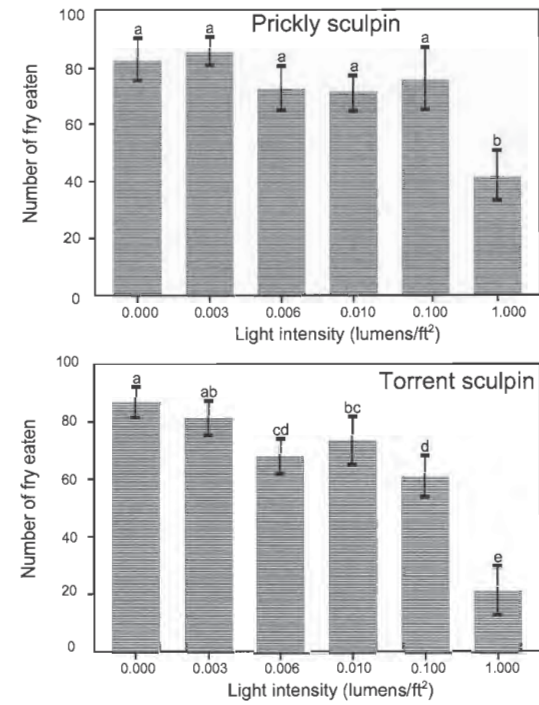 100
Prickly sculpin
a
a
a
a
a
b
80
60
40
20
0
Number of fry eaten
0.000 0.003 0.006 0.010 0.100 1.000
Light intensity (lumens/ft²)
100
Torrent sculpin
a
ab
cd
bc
d
e
80
60
40
20
0
Number of fry eaten
0.000 0.003 0.006 0.010 0.100 1.000
Light intensity (lumens/ft²)